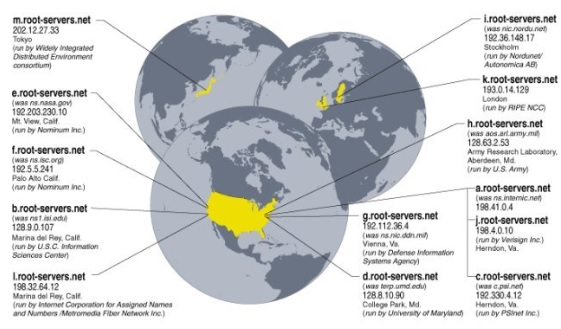 m.root-servers.net
202.12.27.33
Tokyo
(run by Widely Integrated
Distributed Environment
consortium)
e.root-servers.net
(was ns.nasa.gov)
192.203.230.10
Mt. View, Calif.
(run by Nominum Inc.)
f.root-servers.net
(was ns.isc.org)
192.5.5.241
Palo Alto Calif.
(run by Nominum Inc.)
b.root-servers.net
(was ns1.isi.edu)
128.9.0.107
Marina del Rey, Calif.
(run by U.S.C. Information
Sciences Center)
l.root-servers.net
198.32.64.12
Marina del Rey, Calif.
(run by Internet Corporation for Assigned Names
and Numbers /Metromedia Fiber Network Inc.)
i.root-servers.net
(was nic.nordu.net)
192.36.148.17
Stockholm
(run by Nordunet/
Autonomica AB)
k.root-servers.net
193.0.14.129
London
(run by RIPE NCC)
h.root-servers.net
(was aos.arl.army.mil)
128.63.2.53
Army Research Laboratory,
Aberdeen, Md.
(run by U.S. Army)
a.root-servers.net
(was ns.internic.net)
198.41.0.4
j.root-servers.net
198.4.0.10
(run by Verisign Inc.)
Herndon, Va.
g.root-servers.net
192.112.36.4
(was ns.nic.ddn.mil)
Vienna, Va.
(run by Defense Information
Systems Agency)
d.root-servers.net
(was terp.umd.edu)
128.8.10.90
College Park, Md.
(run by University of Maryland)
c.root-servers.net
(was c.psi.net)
192.330.4.12
Herndon, Va.
(run by PSInet Inc.)